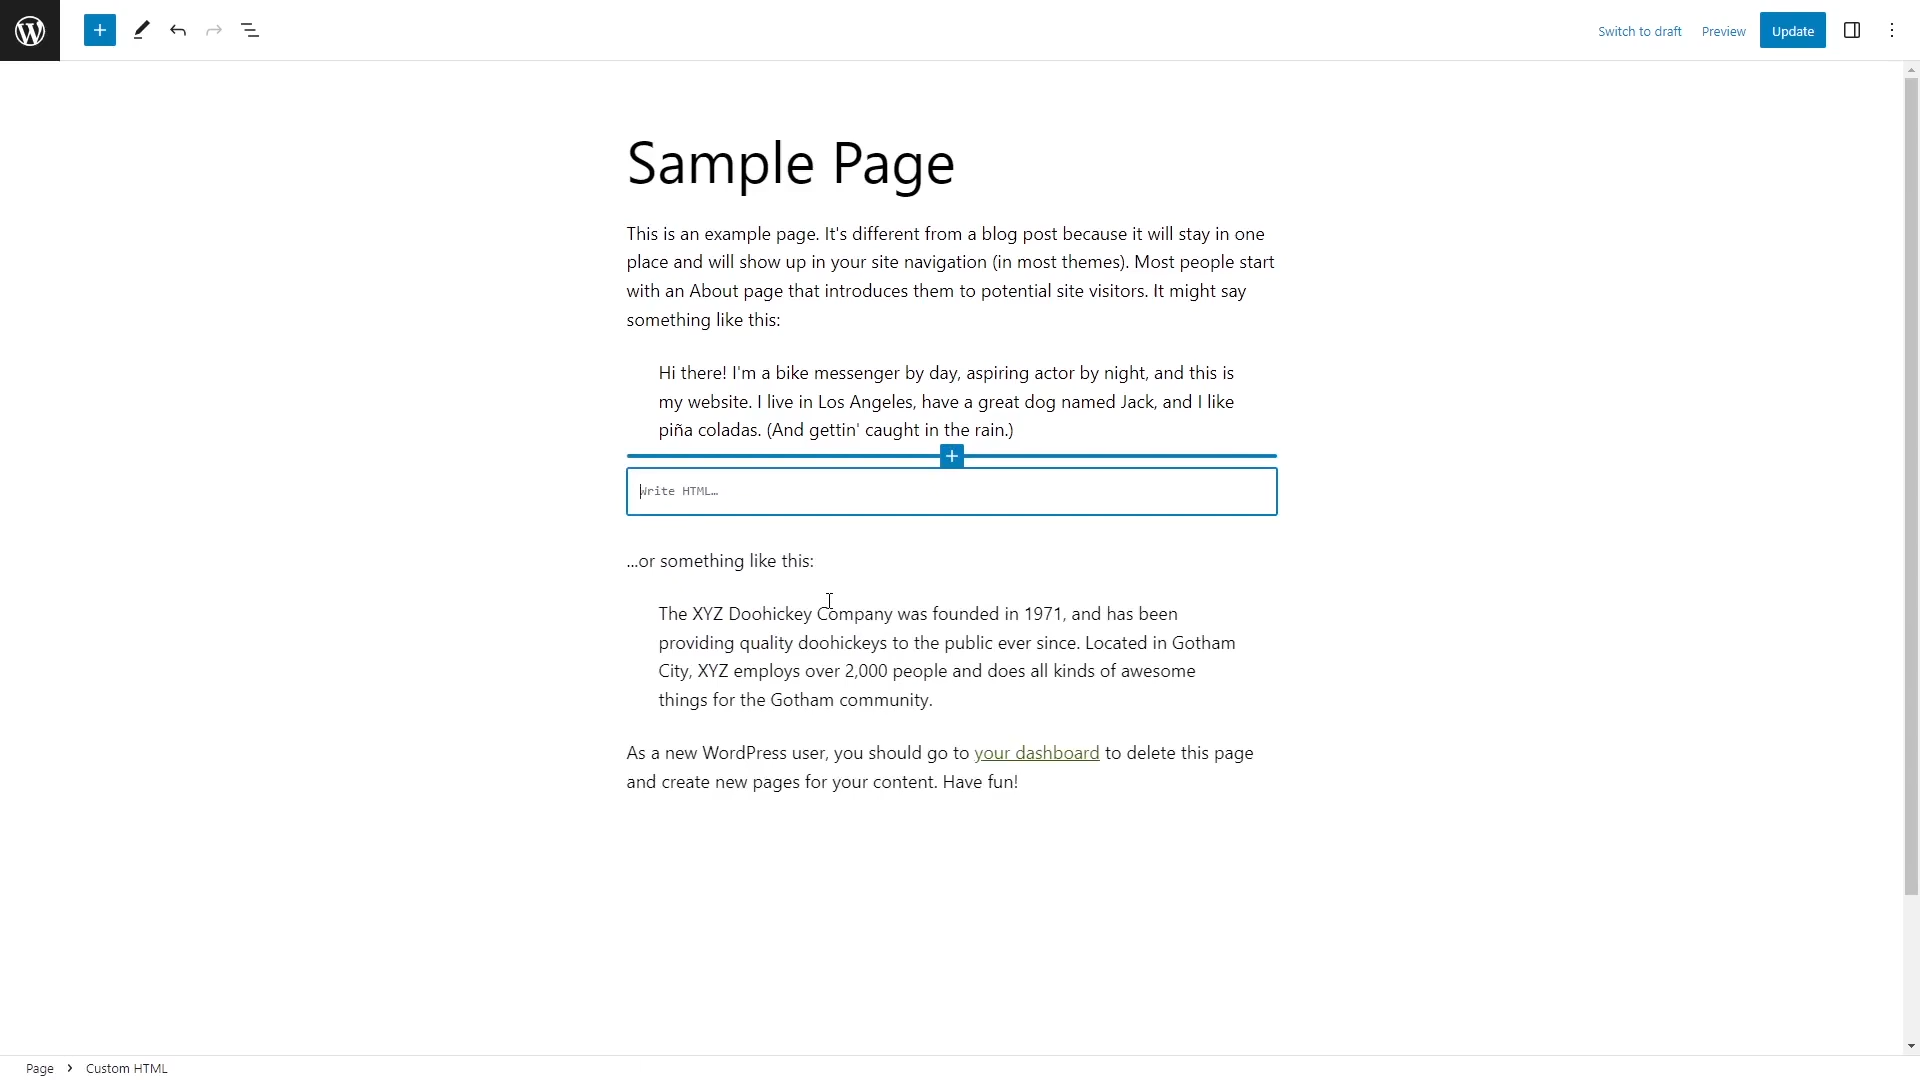 Switch to draft Preview Update
Sample Page
This is an example page. It's different from a blog post because it will stay in one
place and will show up in your site navigation (in most themes). Most people start
with an About page that introduces them to potential site visitors. It might say
something like this:
Hi there! I'm a bike messenger by day, aspiring actor by night, and this is
my website. I live in Los Angeles, have a great dog named Jack, and I like
piña coladas. (And gettin' caught in the rain.)
Write HTML…
...or something like this:
The XYZ Doohickey Company was founded in 1971, and has been
providing quality doohickeys to the public ever since. Located in Gotham
City, XYZ employs over 2,000 people and does all kinds of awesome
things for the Gotham community.
As a new WordPress user, you should go to your dashboard to delete this page
and create new pages for your content. Have fun!
Page › Custom HTML